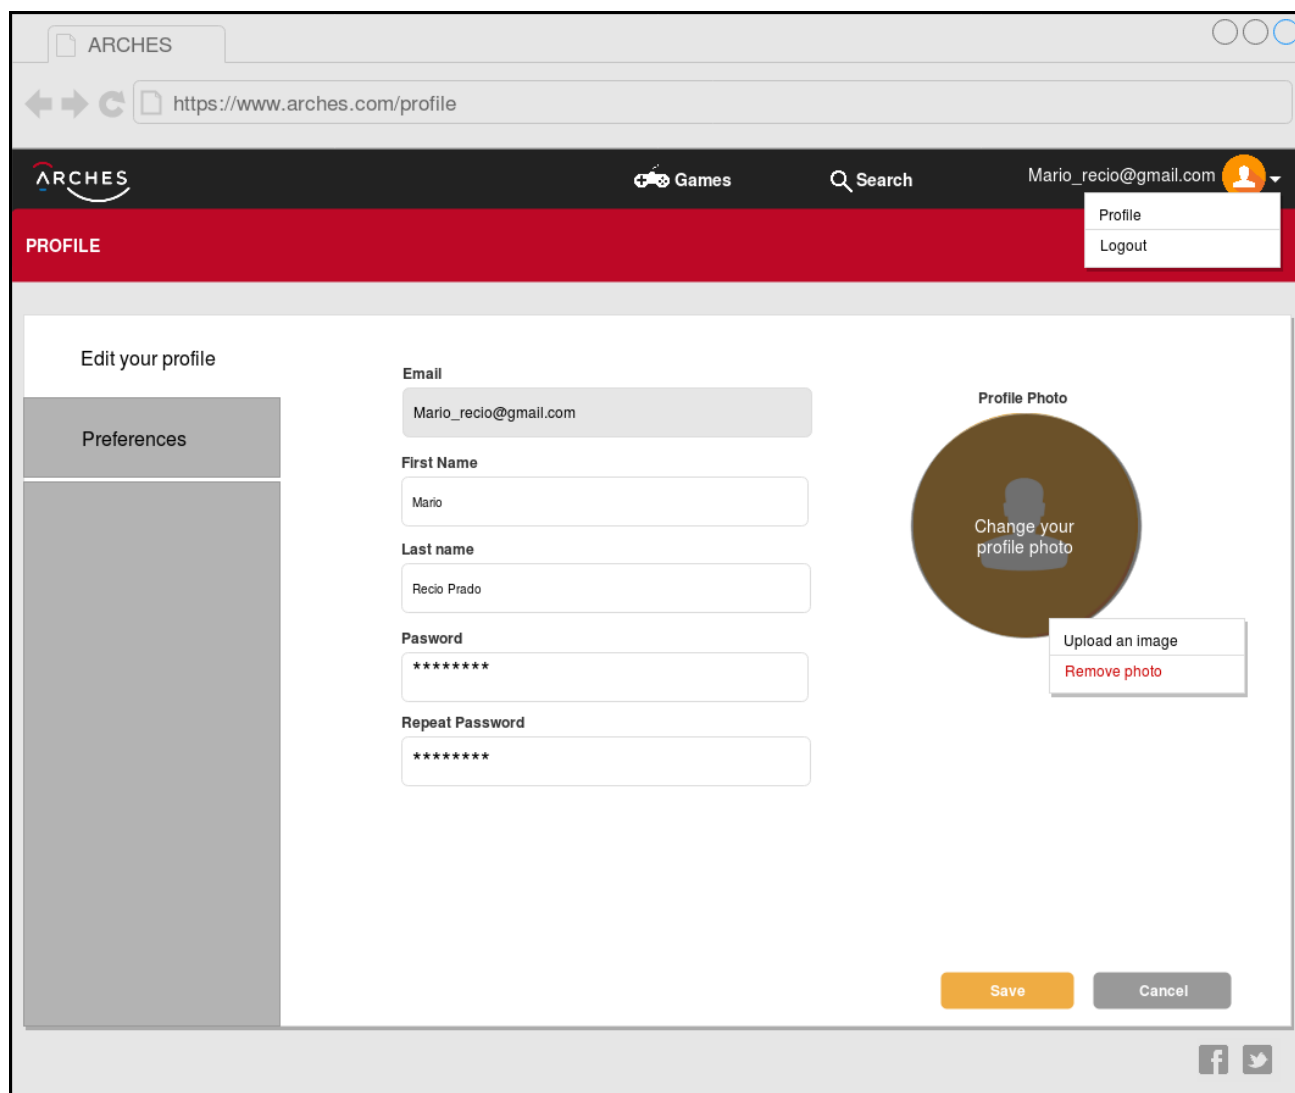 ARCHES
https://www.arches.com/profile
ARCHES
Games
Search
Mario_recio@gmail.com
Profile
Logout
PROFILE
Edit your profile
Preferences
Email
Mario_recio@gmail.com
First Name
Mario
Last name
Recio Prado
Pasword
********
Repeat Password
********
Profile Photo
Change your
profile photo
Upload an image
Remove photo
Save
Cancel